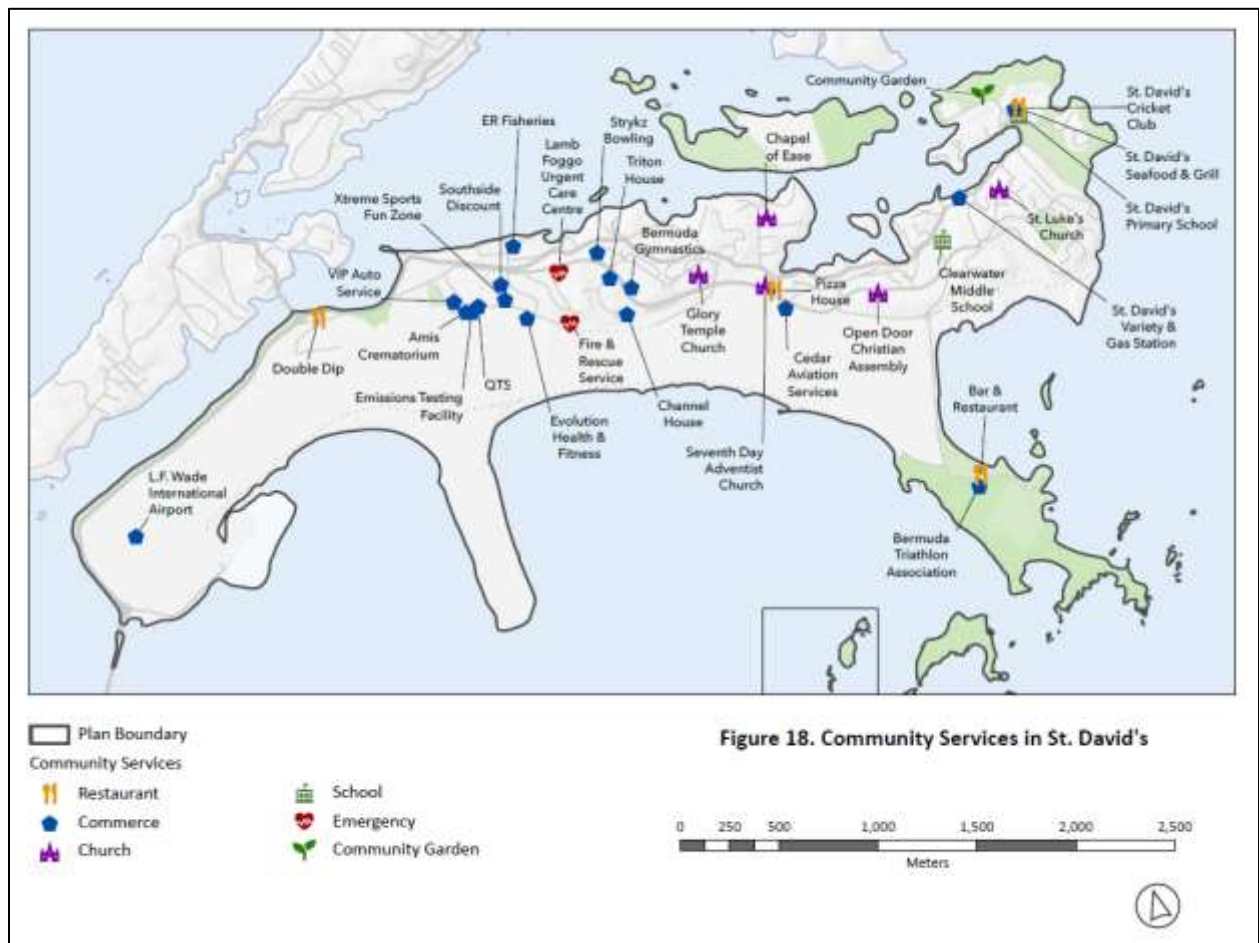 Community Garden
St. David's
Cricket
Club
ER Fisheries
Strykz
Bowling
Lamb
Foggo
Urgent
Care
Centre
Triton
House
Chapel
of Ease
St. David's
Seafood & Grill
Southside
Discount
Xtreme Sports
Fun Zone
St. David's
Primary School
Bermuda
Gymnastics
St. Luke's
Church
VIP Auto
Service
Pizza
House
Clearwater
Middle
School
Glory
Temple
Church
Open Door
Christian
Assembly
St. David's
Variety &
Gas Station
Amis
Crematorium
Fire &
Rescue
Service
Double Dip
Cedar
Aviation
Services
QTS
Emissions Testing
Facility
Bar &
Restaurant
Channel
House
Evolution
Health &
Fitness
Seventh Day
Adventist
Church
L.F. Wade
International
Airport
Bermuda
Triathlon
Association
Plan Boundary
Community Services
Restaurant
Commerce
Church
School
Emergency
Community Garden
Figure 18. Community Services in St. David's
0 250 500 1,000 1,500 2,000 2,500
Meters